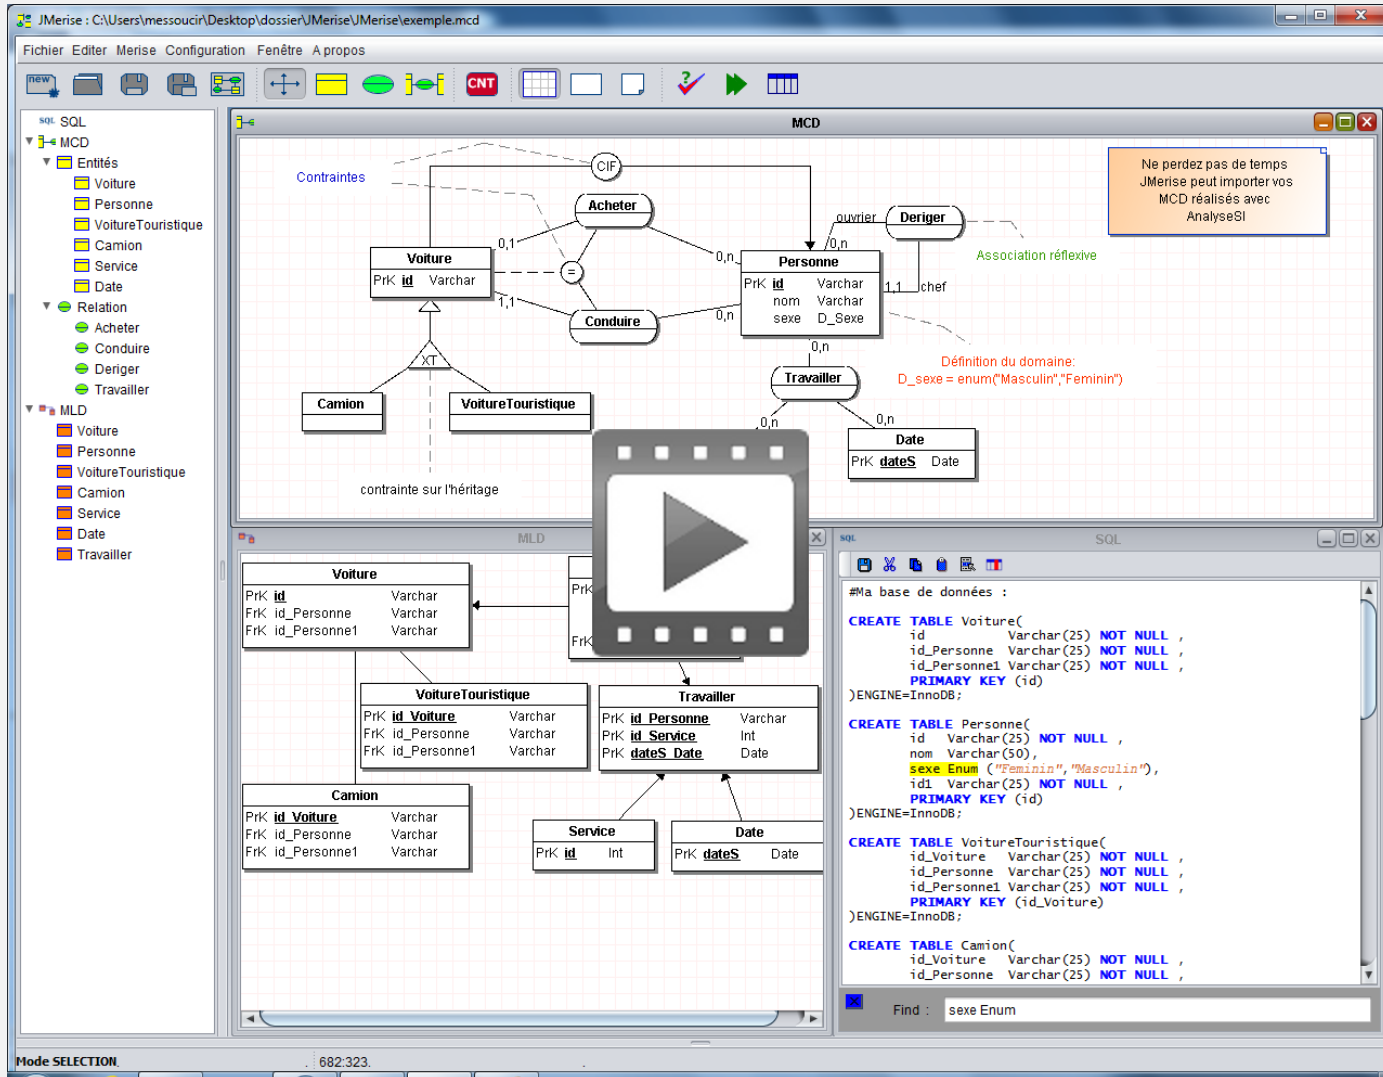 JMerise : C:\Users\messoucir\Desktop\dossier\JMerise\JMerise\exemple.mcd
Fichier Editer Merise Configuration Fenêtre A propos
new
CNT
SQL SQL
MCD
Entités
Voiture
Personne
VoitureTouristique
Camion
Service
Date
Relation
Acheter
Conduire
Deriger
Travailler
MLD
Voiture
Personne
VoitureTouristique
Camion
Service
Date
Travailler
MCD
CIF
Contraintes
Ne perdez pas de temps
JMerise peut importer vos
MCD réalisés avec
AnalyseSI
Acheter
ouvrier
Deriger
0,1
0,n
0,n
Association réflexive
Voiture
PrK id Varchar
=
Personne
PrK id Varchar
nom Varchar
sexe D_Sexe
1,1 chef
1,1
Conduire
0,n
0,n
XT
Définition du domaine:
D_sexe = enum("Masculin","Feminin")
Travailler
Camion
VoitureTouristique
0,n
0,n
Date
PrK dateS Date
contrainte sur l'héritage
MLD
Voiture
PrK id Varchar
FrK id_Personne Varchar
FrK id_Personne1 Varchar
PrK
FrK
VoitureTouristique
PrK id_Voiture Varchar
FrK id_Personne Varchar
FrK id_Personne1 Varchar
Travailler
PrK id_Personne Varchar
PrK id_Service Int
PrK dateS_Date Date
Camion
PrK id_Voiture Varchar
FrK id_Personne Varchar
FrK id_Personne1 Varchar
Service
PrK id Int
Date
PrK dateS Date
SQL SQL
#Ma base de données :
CREATE TABLE Voiture(
id Varchar(25) NOT NULL ,
id_Personne Varchar(25) NOT NULL ,
id_Personne1 Varchar(25) NOT NULL ,
PRIMARY KEY (id)
)ENGINE=InnoDB;
CREATE TABLE Personne(
id Varchar(25) NOT NULL ,
nom Varchar(50),
sexe Enum ("Feminin","Masculin"),
id1 Varchar(25) NOT NULL ,
PRIMARY KEY (id)
)ENGINE=InnoDB;
CREATE TABLE VoitureTouristique(
id_Voiture Varchar(25) NOT NULL ,
id_Personne Varchar(25) NOT NULL ,
id_Personne1 Varchar(25) NOT NULL ,
PRIMARY KEY (id_Voiture)
)ENGINE=InnoDB;
CREATE TABLE Camion(
id_Voiture Varchar(25) NOT NULL ,
id_Personne Varchar(25) NOT NULL ,
Find : sexe Enum
Mode SELECTION. . 682:323. .